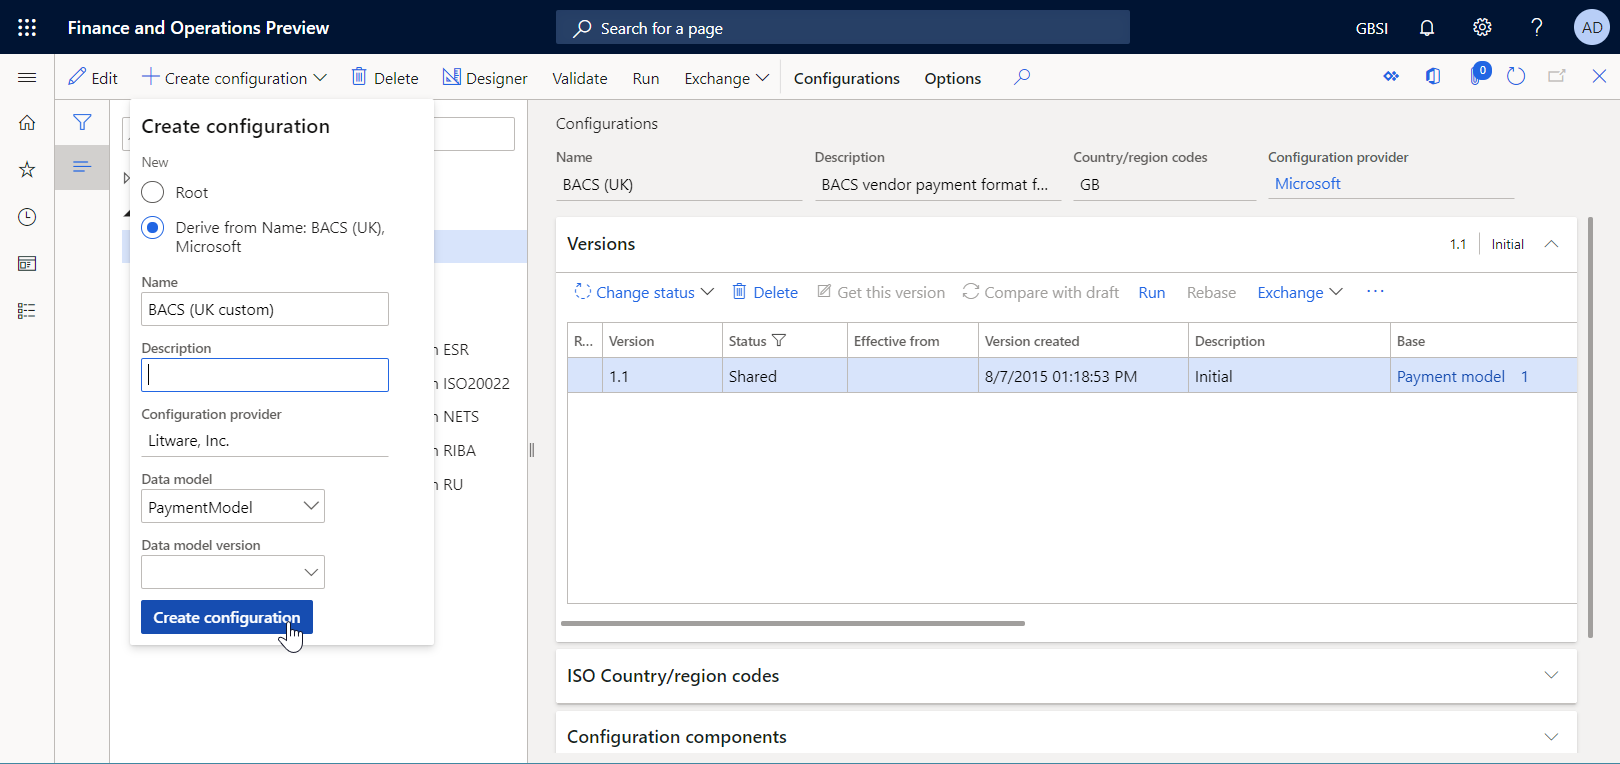 Finance and Operations Preview
Search for a page
GBSI
?
AD
Edit
Create configuration
Delete
Designer
Validate
Run
Exchange
Configurations
Options
0
Create configuration
New
Root
Derive from Name: BACS (UK),
Microsoft
Name
BACS (UK custom)
Description
Configuration provider
Litware, Inc.
Data model
PaymentModel
Data model version
Create configuration
ESR
ISO20022
NETS
RIBA
RU
Configurations
Name
Description
Country/region codes
Configuration provider
BACS (UK)
BACS vendor payment format f...
GB
Microsoft
Versions
1.1
Initial
Change status
Delete
Get this version
Compare with draft
Run
Rebase
Exchange
...
R...
Version
Status
Effective from
Version created
Description
Base
1.1
Shared
8/7/2015 01:18:53 PM
Initial
Payment model
1
ISO Country/region codes
Configuration components